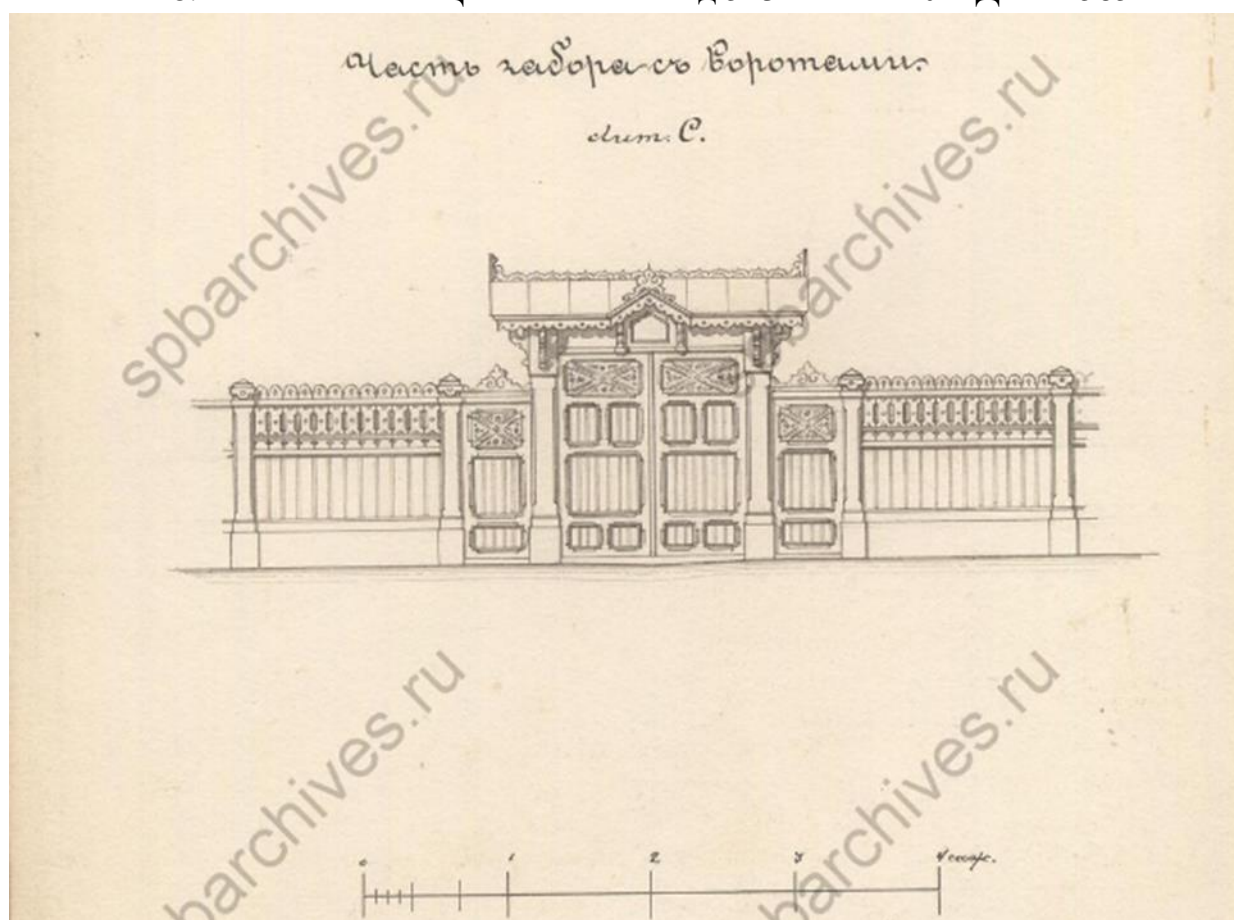 Часть забора съ воротами.
лит. С.
spbarchives.ru
spbarchives.ru
0 1 2 3 4 саж.
spbarchives.ru
spbarchives.ru